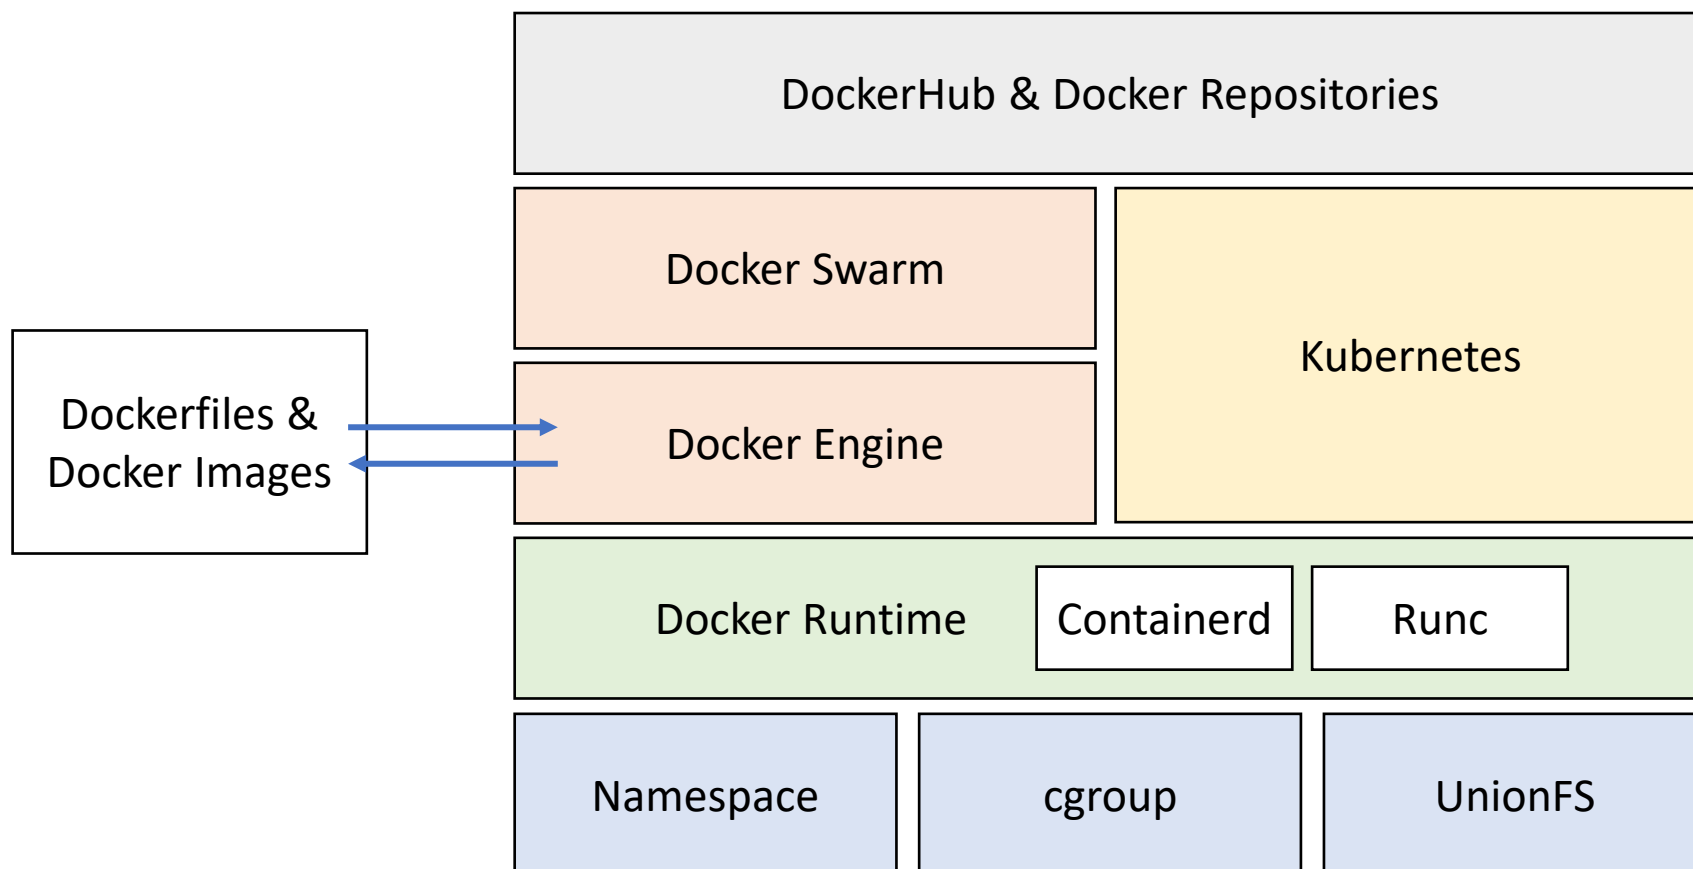 DockerHub & Docker Repositories
Docker Swarm
Kubernetes
Dockerfiles &
Docker Images
Docker Engine
Docker Runtime
Containerd
Runc
Namespace
cgroup
UnionFS